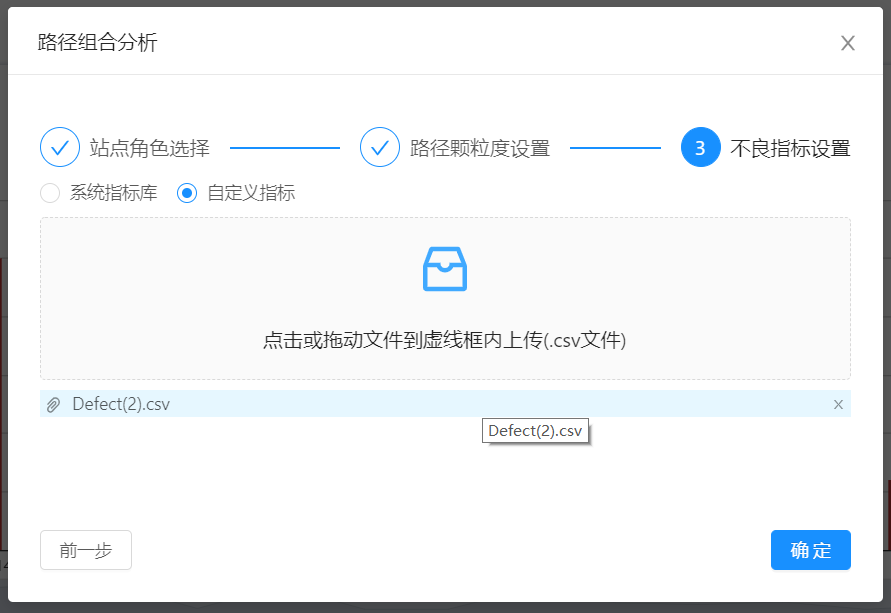 路径组合分析
站点角色选择
路径颗粒度设置
3 不良指标设置
系统指标库 自定义指标
点击或拖动文件到虚线框内上传(.csv文件)
Defect(2).csv
Defect(2).csv
前一步 确定